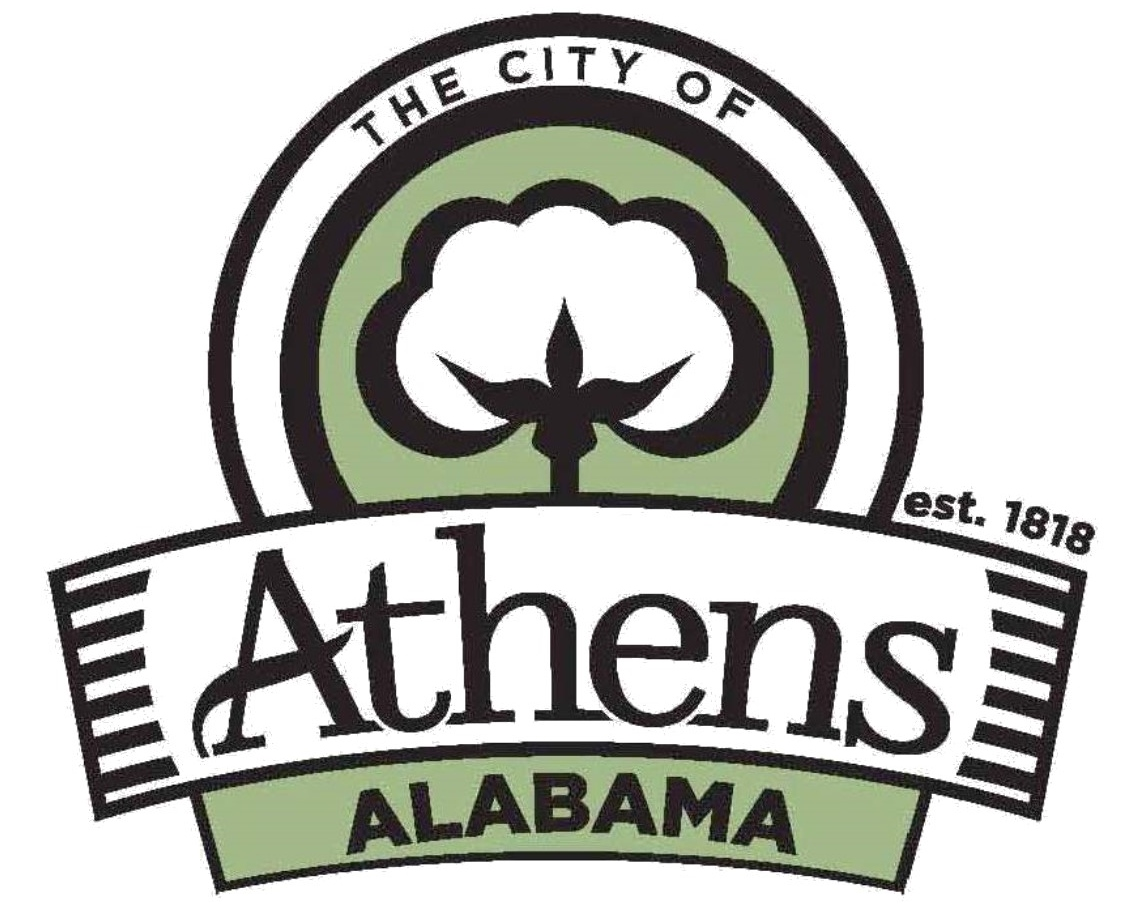 THE CITY OF
est. 1818
Athens
ALABAMA